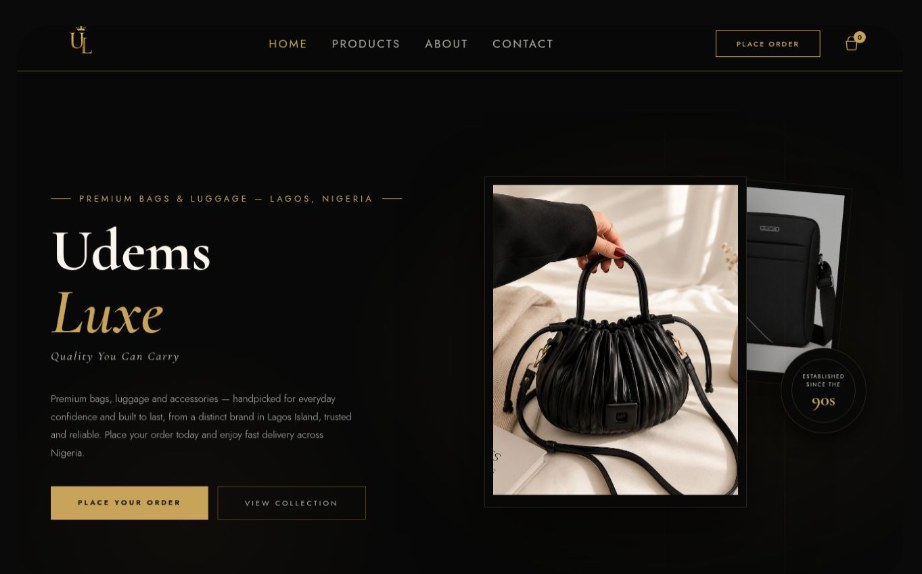 UL
HOME
PRODUCTS
ABOUT
CONTACT
PLACE ORDER
0
PREMIUM BAGS & LUGGAGE — LAGOS, NIGERIA
Udems
Luxe
Quality You Can Carry
Premium bags, luggage and accessories — handpicked for everyday
confidence and built to last, from a distinct brand in Lagos Island, trusted
and reliable. Place your order today and enjoy fast delivery across
Nigeria.
PLACE YOUR ORDER
VIEW COLLECTION
ESTABLISHED
SINCE THE
90s